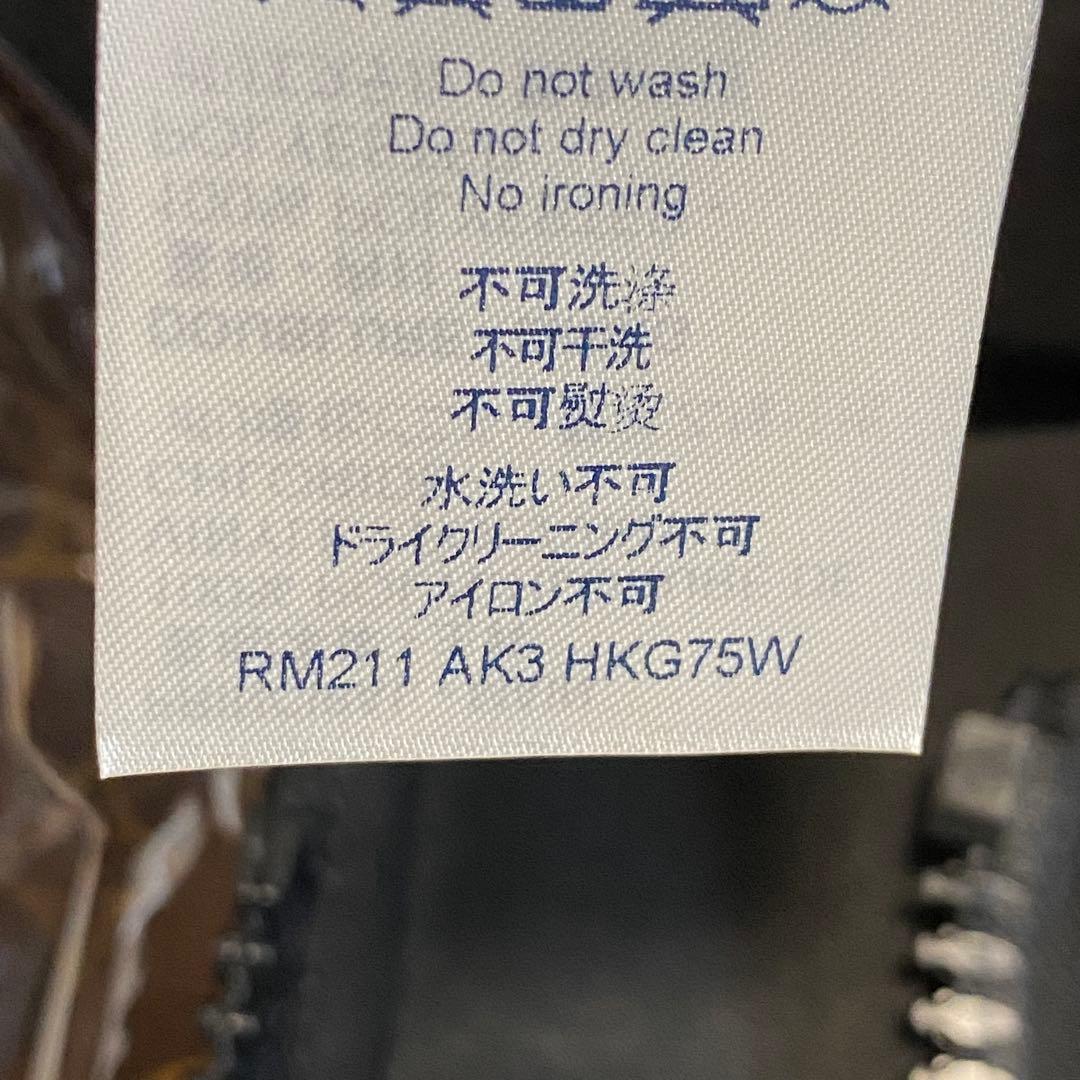 Do not wash
Do not dry clean
No ironing
不可洗涤
不可干洗
不可熨烫
水洗い不可
ドライクリーニング不可
アイロン不可
RM211 AK3 HKG75W